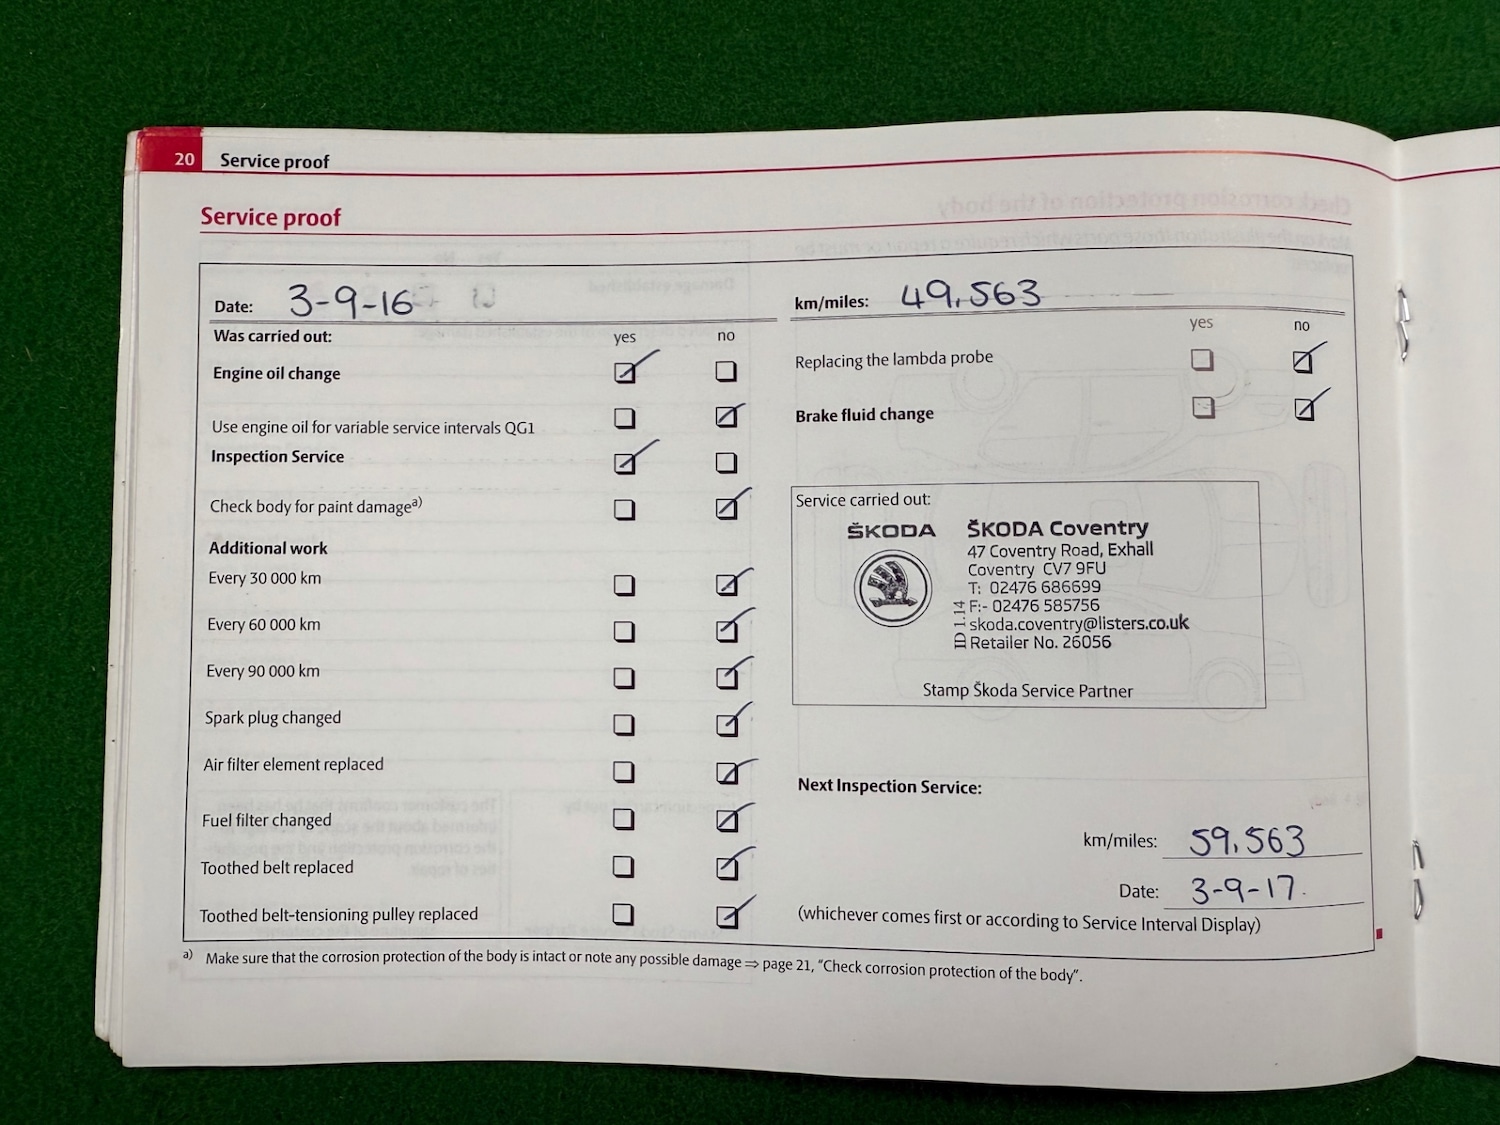 20 Service proof
Service proof
Date: 3-9-16
Was carried out: yes no
Engine oil change
Use engine oil for variable service intervals QG1
Inspection Service
Check body for paint damage a)
Additional work
Every 30 000 km
Every 60 000 km
Every 90 000 km
Spark plug changed
Air filter element replaced
Fuel filter changed
Toothed belt replaced
Toothed belt-tensioning pulley replaced
km/miles: 49,563
yes no
Replacing the lambda probe
Brake fluid change
Service carried out:
ŠKODA
ŠKODA Coventry
47 Coventry Road, Exhall
Coventry CV7 9FU
T: 02476 686699
F:- 02476 585756
skoda.coventry@listers.co.uk
Retailer No. 26056
ID 1.14
Stamp Škoda Service Partner
Next Inspection Service:
km/miles: 59,563
Date: 3-9-17.
(whichever comes first or according to Service Interval Display)
a) Make sure that the corrosion protection of the body is intact or note any possible damage ⇒ page 21, "Check corrosion protection of the body".